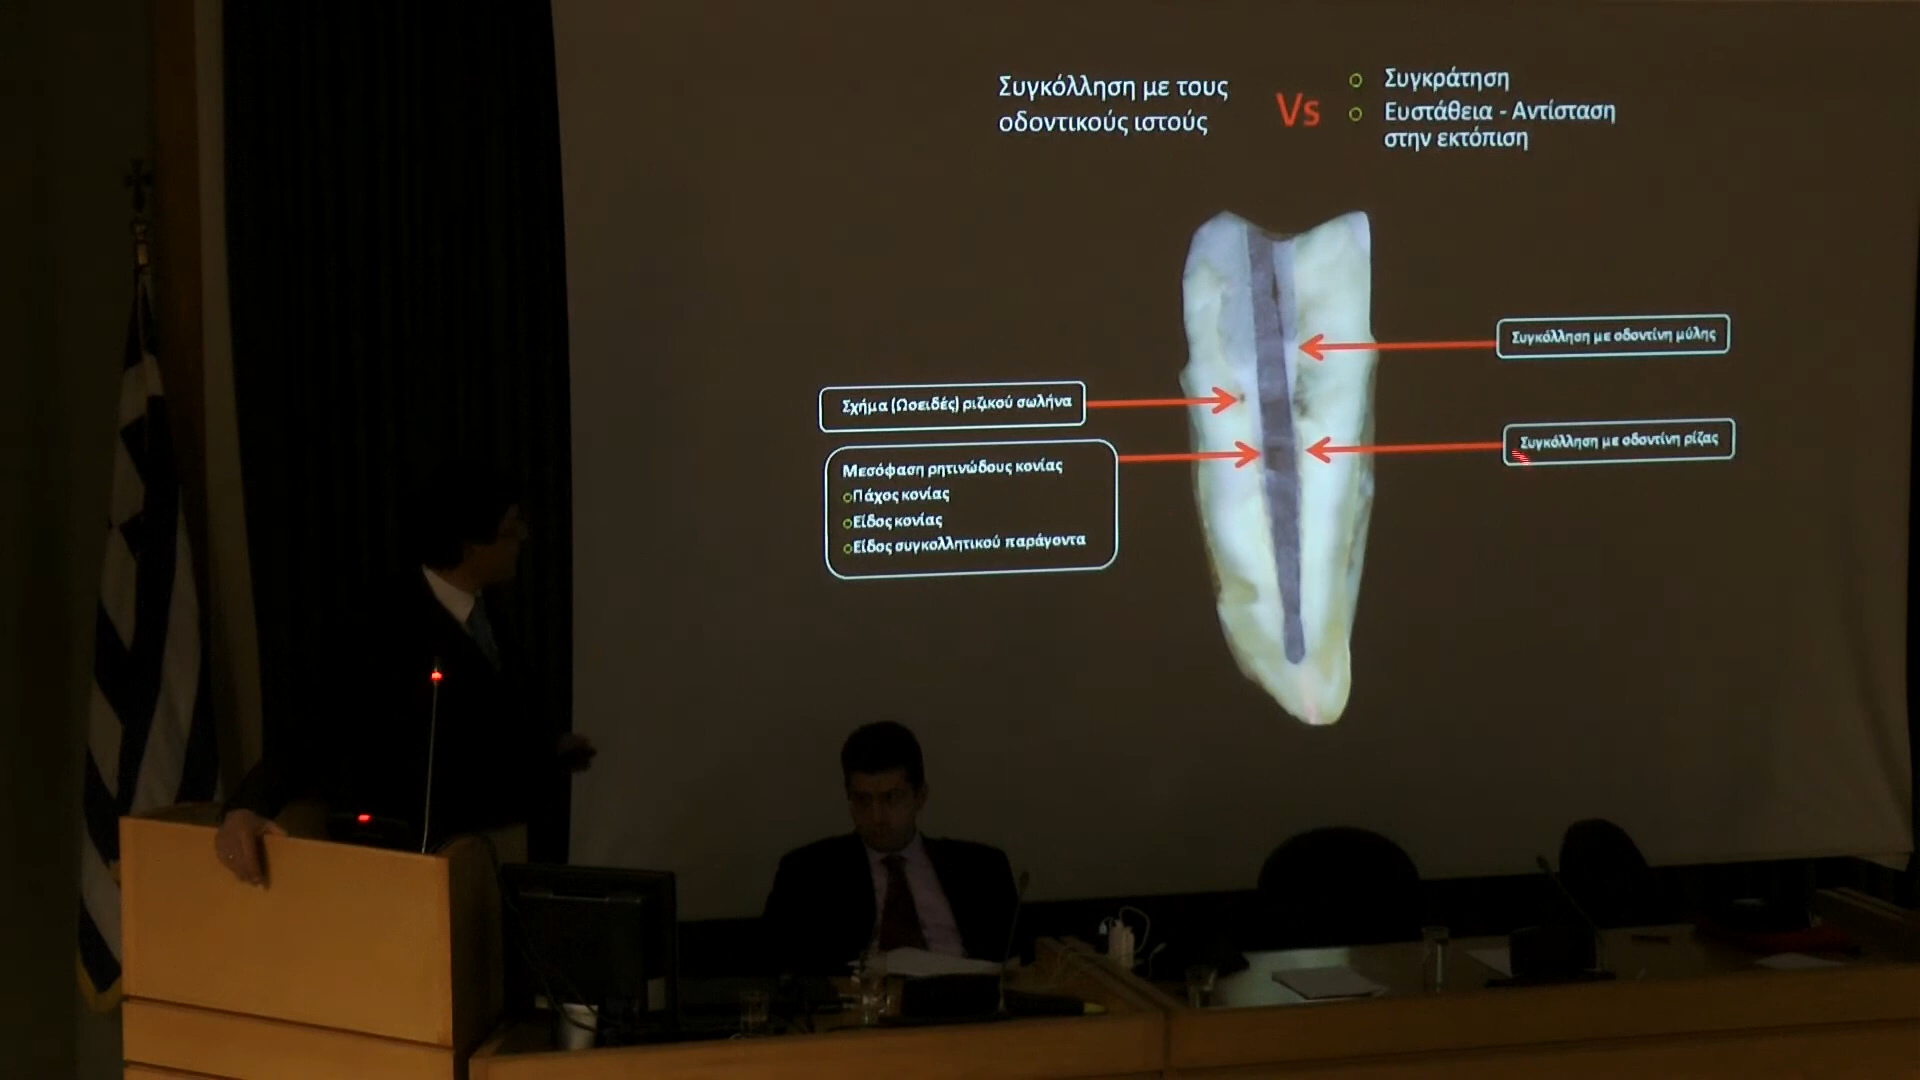 Συγκόλληση με τους
οδοντικούς ιστούς
Vs
Συγκράτηση
Ευστάθεια - Αντίσταση
στην εκτόπιση
Συγκόλληση με οδοντίνη μύλης
Σχήμα (Ωοειδές) ριζικού σωλήνα
Συγκόλληση με οδοντίνη ρίζας
Μεσόφαση ρητινώδους κονίας
Πάχος κονίας
Είδος κονίας
Είδος συγκολλητικού παράγοντα